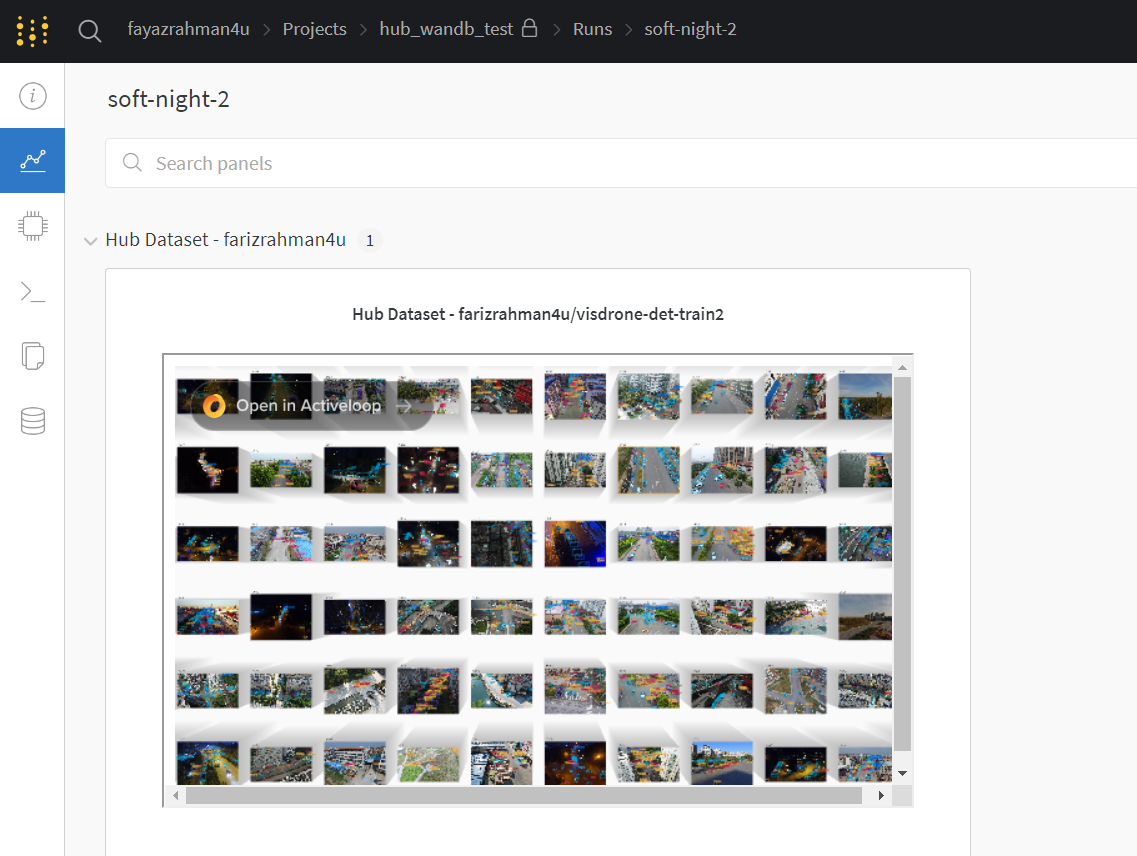 fayazrahman4u > Projects > hub_wandb_test > Runs > soft-night-2
soft-night-2
Search panels
Hub Dataset - farizrahman4u 1
Hub Dataset - farizrahman4u/visdrone-det-train2
Open in Activeloop →